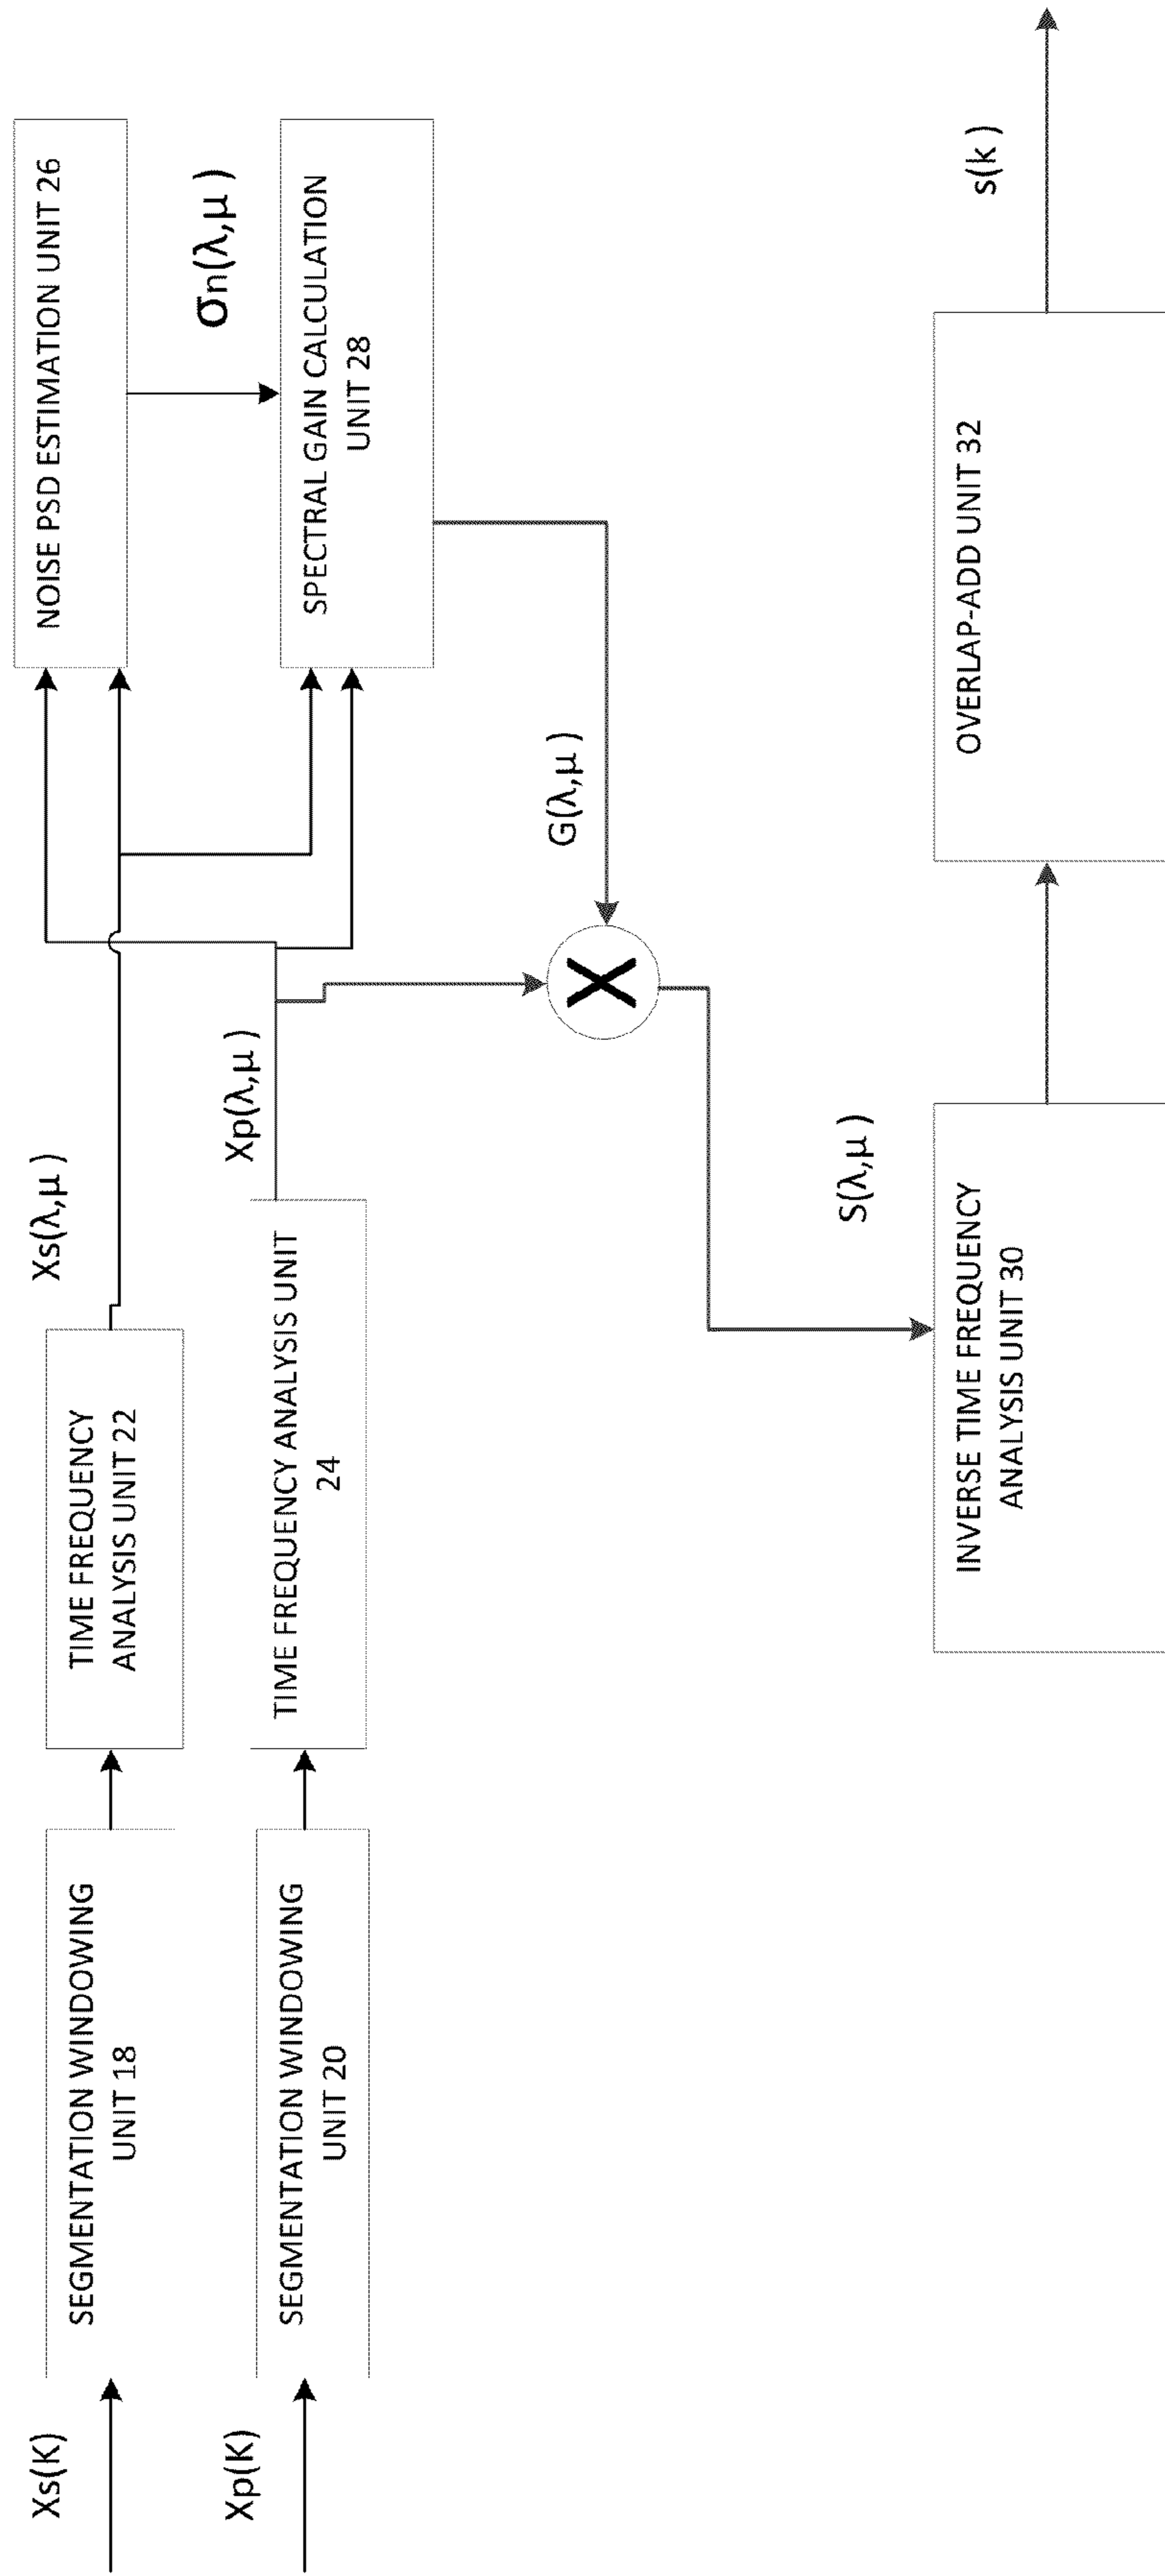 Xs(K)
SEGMENTATION WINDOWING
UNIT 18
TIME FREQUENCY
ANALYSIS UNIT 22
Xs(λ,μ )
NOISE PSD ESTIMATION UNIT 26
σn(λ,μ )
Xp(K)
SEGMENTATION WINDOWING
UNIT 20
TIME FREQUENCY ANALYSIS UNIT
24
Xp(λ,μ )
SPECTRAL GAIN CALCULATION
UNIT 28
G(λ,μ )
X
S(λ,μ )
INVERSE TIME FREQUENCY
ANALYSIS UNIT 30
OVERLAP-ADD UNIT 32
s(k )